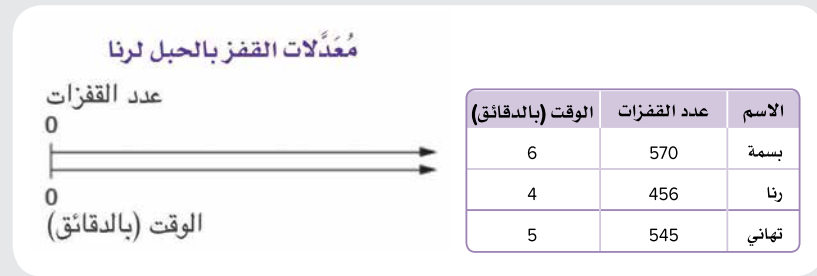 مُعَدَّلات القفز بالحبل لرنا
عدد القفزات
0
0
الوقت (بالدقائق)
الاسم عدد القفزات الوقت (بالدقائق)
بسمة 570 6
رنا 456 4
تهاني 545 5